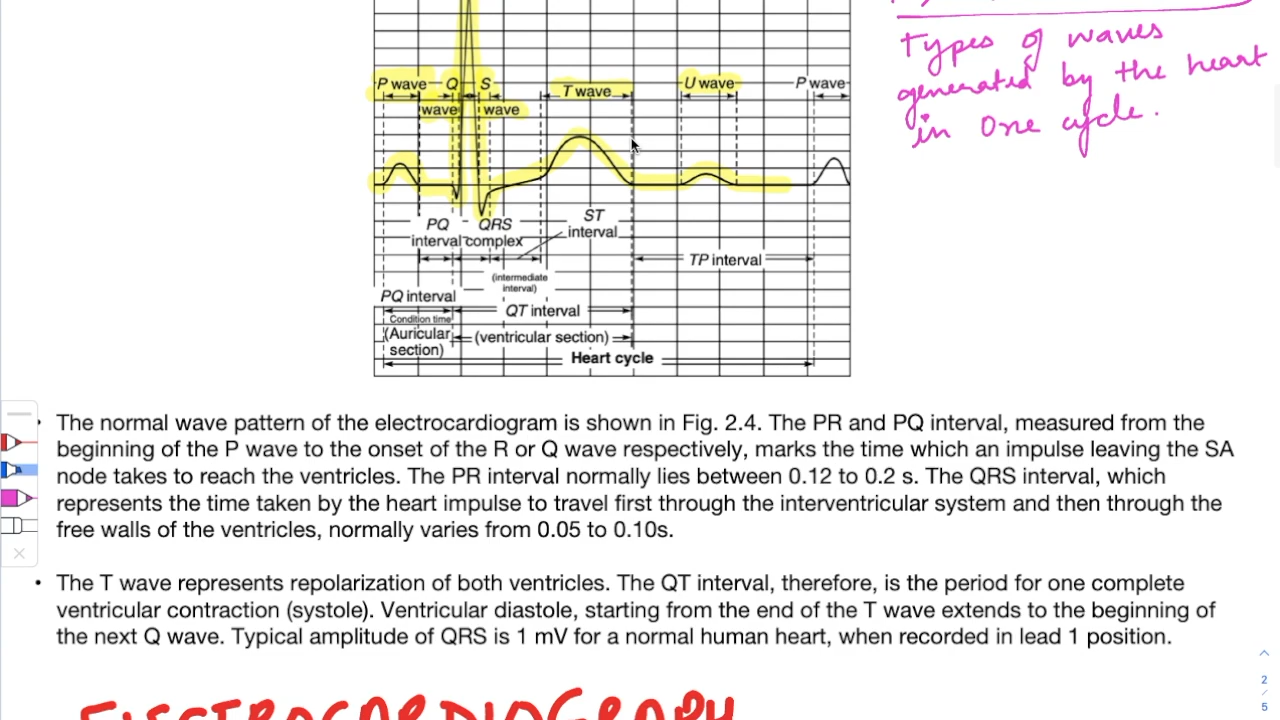 Types of waves
generated by the heart
in one cycle.
P wave Q S T wave U wave P wave
wave wave
PQ QRS ST
interval complex interval
TP interval
(intermediate
interval)
PQ interval QT interval
Condition time
(Auricular (ventricular section)
section) Heart cycle
• The normal wave pattern of the electrocardiogram is shown in Fig. 2.4. The PR and PQ interval, measured from the
beginning of the P wave to the onset of the R or Q wave respectively, marks the time which an impulse leaving the SA
node takes to reach the ventricles. The PR interval normally lies between 0.12 to 0.2 s. The QRS interval, which
represents the time taken by the heart impulse to travel first through the interventricular system and then through the
free walls of the ventricles, normally varies from 0.05 to 0.10s.
• The T wave represents repolarization of both ventricles. The QT interval, therefore, is the period for one complete
ventricular contraction (systole). Ventricular diastole, starting from the end of the T wave extends to the beginning of
the next Q wave. Typical amplitude of QRS is 1 mV for a normal human heart, when recorded in lead 1 position.
2
/
5
ELECTROCARDIOGRAPH